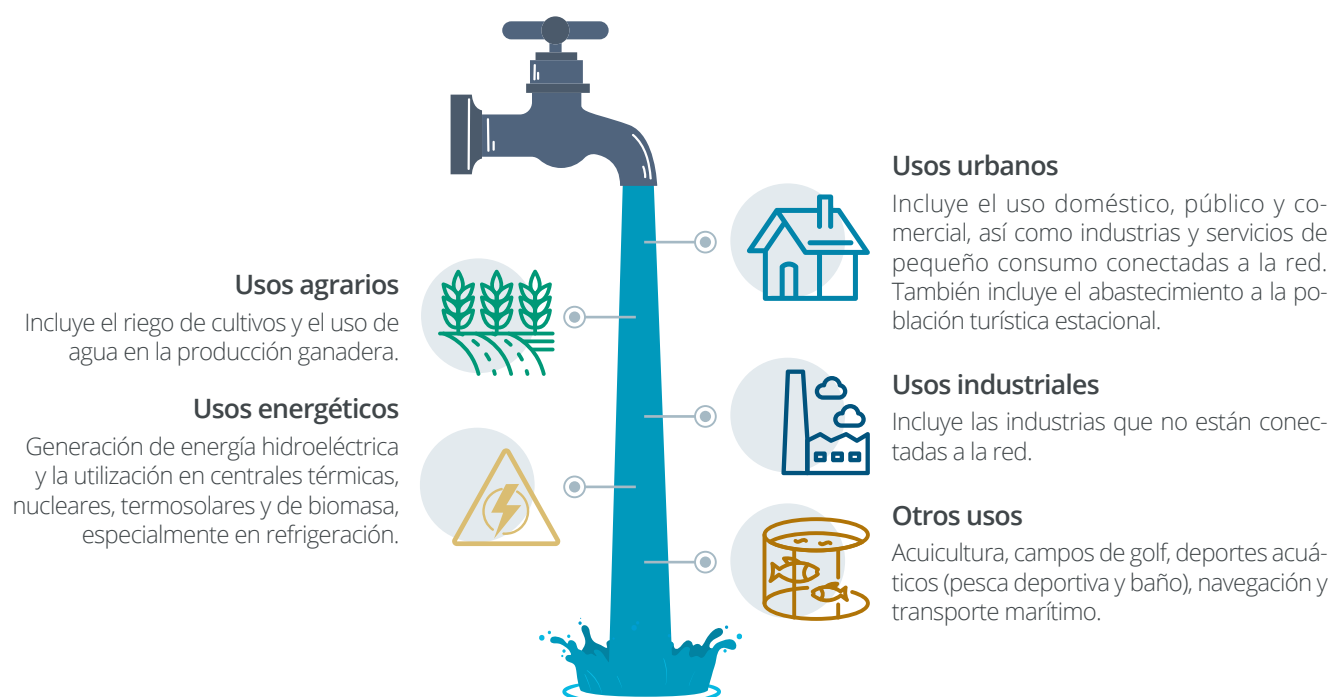 Usos urbanos
Incluye el uso doméstico, público y co-
mercial, así como industrias y servicios de
pequeño consumo conectadas a la red.
También incluye el abastecimiento a la po-
blación turística estacional.
Usos agrarios
Incluye el riego de cultivos y el uso de
agua en la producción ganadera.
Usos industriales
Incluye las industrias que no están conec-
tadas a la red.
Usos energéticos
Generación de energía hidroeléctrica
y la utilización en centrales térmicas,
nucleares, termosolares y de biomasa,
especialmente en refrigeración.
Otros usos
Acuicultura, campos de golf, deportes acuá-
ticos (pesca deportiva y baño), navegación y
transporte marítimo.